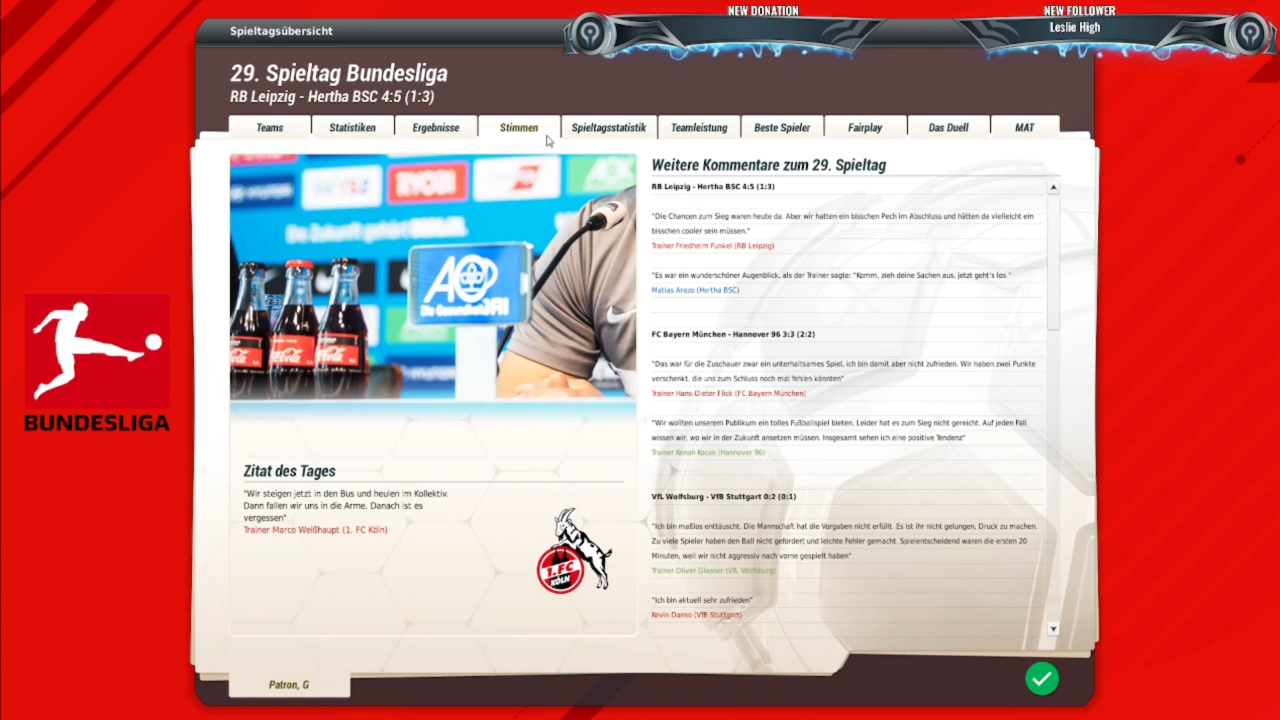 NEW DONATION
NEW FOLLOWER
Leslie High
Spieltagsübersicht
29. Spieltag Bundesliga
RB Leipzig - Hertha BSC 4:5 (1:3)
Teams
Statistiken
Ergebnisse
Stimmen
Spieltagsstatistik
Teamleistung
Beste Spieler
Fairplay
Das Duell
MAT
RYOBI
AOK
Die Gesundheit
Coca-Cola
Coca-Cola
BUNDESLIGA
Zitat des Tages
"Wir steigen jetzt in den Bus und heulen im Kollektiv.
Dann fallen wir uns in die Arme. Danach ist es
vergessen"
Trainer Marco Weißhaupt (1. FC Köln)
1.FC
KÖLN
Weitere Kommentare zum 29. Spieltag
RB Leipzig - Hertha BSC 4:5 (1:3)
"Die Chancen zum Sieg waren heute da. Aber wir hatten ein bisschen Pech im Abschluss und hätten da vielleicht ein
bisschen cooler sein müssen."
Trainer Friedhelm Funkel (RB Leipzig)
"Es war ein wunderschöner Augenblick, als der Trainer sagte: "Komm, zieh deine Sachen aus, jetzt geht's los."
Matias Arezo (Hertha BSC)
FC Bayern München - Hannover 96 3:3 (2:2)
"Das war für die Zuschauer zwar ein unterhaltsames Spiel, ich bin damit aber nicht zufrieden. Wir haben zwei Punkte
verschenkt, die uns zum Schluss noch mal fehlen könnten"
Trainer Hans-Dieter Flick (FC Bayern München)
"Wir wollten unserem Publikum ein tolles Fußballspiel bieten. Leider hat es zum Sieg nicht gereicht. Auf jeden Fall
wissen wir, wo wir in der Zukunft ansetzen müssen. Insgesamt sehen ich eine positive Tendenz"
Trainer Kenan Kocak (Hannover 96)
VfL Wolfsburg - VfB Stuttgart 0:2 (0:1)
"Ich bin maßlos enttäuscht. Die Mannschaft hat die Vorgaben nicht erfüllt. Es ist ihr nicht gelungen, Druck zu machen.
Zu viele Spieler haben den Ball nicht gefordert und leichte Fehler gemacht. Spielentscheidend waren die ersten 20
Minuten, weil wir nicht aggressiv nach vorne gespielt haben"
Trainer Oliver Glasner (VfL Wolfsburg)
"Ich bin aktuell sehr zufrieden"
Kevin Danso (VfB Stuttgart)
Patron, G